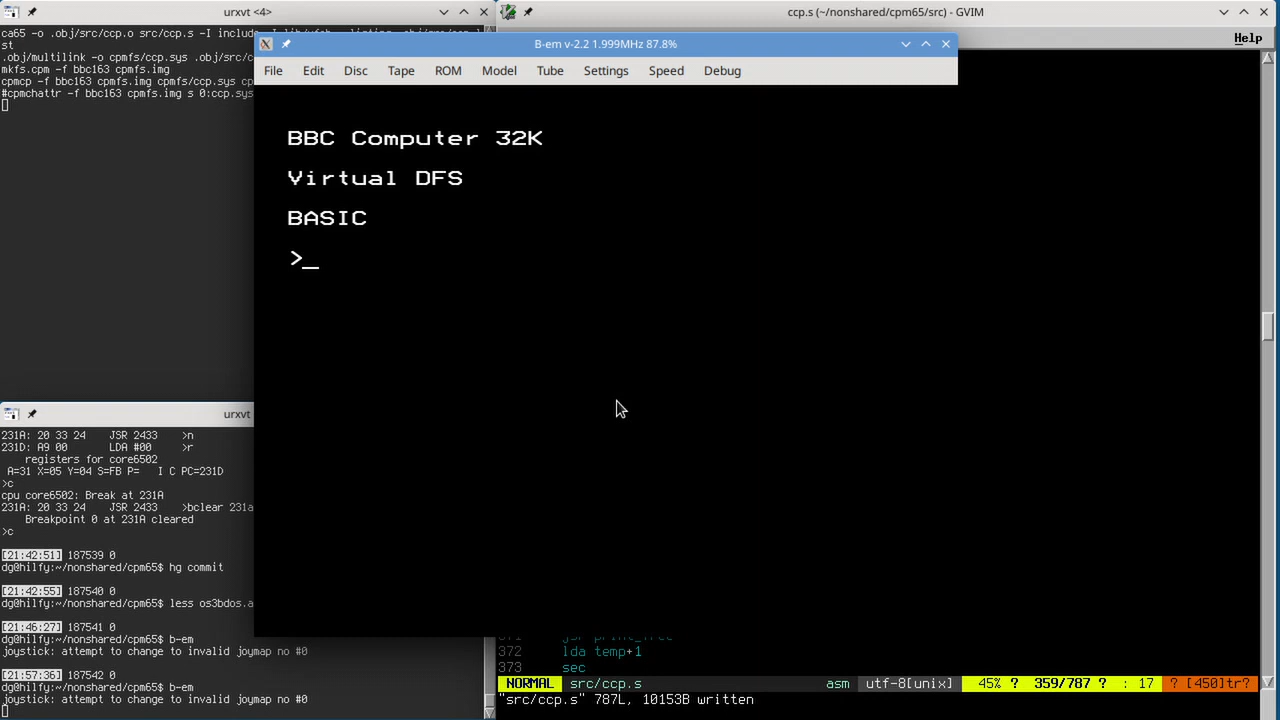 urxvt <4>
ccp.s (~/nonshared/cpm65/src) - GVIM
ca65 -o .obj/src/ccp.o src/ccp.s -I include
st
.obj/multilink -o cpmfs/ccp.sys .obj/src/c
mkfs.cpm -f bbc163 cpmfs.img
cpmcp -f bbc163 cpmfs.img cpmfs/ccp.sys cp
#cpmchattr -f bbc163 cpmfs.img s 0:ccp.sys
Help
B-em v-2.2 1.999MHz 87.8%
File Edit Disc Tape ROM Model Tube Settings Speed Debug
BBC Computer 32K
Virtual DFS
BASIC
>_
urxvt
231A: 20 33 24 JSR 2433 >n
231D: A9 00 LDA #00 >r
registers for core6502
A=31 X=05 Y=04 S=FB P= I C PC=231D
>c
cpu core6502: Break at 231A
231A: 20 33 24 JSR 2433 >bclear 231a
Breakpoint 0 at 231A cleared
>c
[21:42:51] 187539 0
dg@hilfy:~/nonshared/cpm65$ hg commit
[21:42:55] 187540 0
dg@hilfy:~/nonshared/cpm65$ less os3bdos.a
[21:46:27] 187541 0
dg@hilfy:~/nonshared/cpm65$ b-em
joystick: attempt to change to invalid joymap no #0
[21:57:36] 187542 0
dg@hilfy:~/nonshared/cpm65$ b-em
joystick: attempt to change to invalid joymap no #0
372 lda temp+1
373 sec
NORMAL src/ccp.s asm utf-8[unix] 45% ? 359/787 ? : 17 ? [450]tr?
"src/ccp.s" 787L, 10153B written